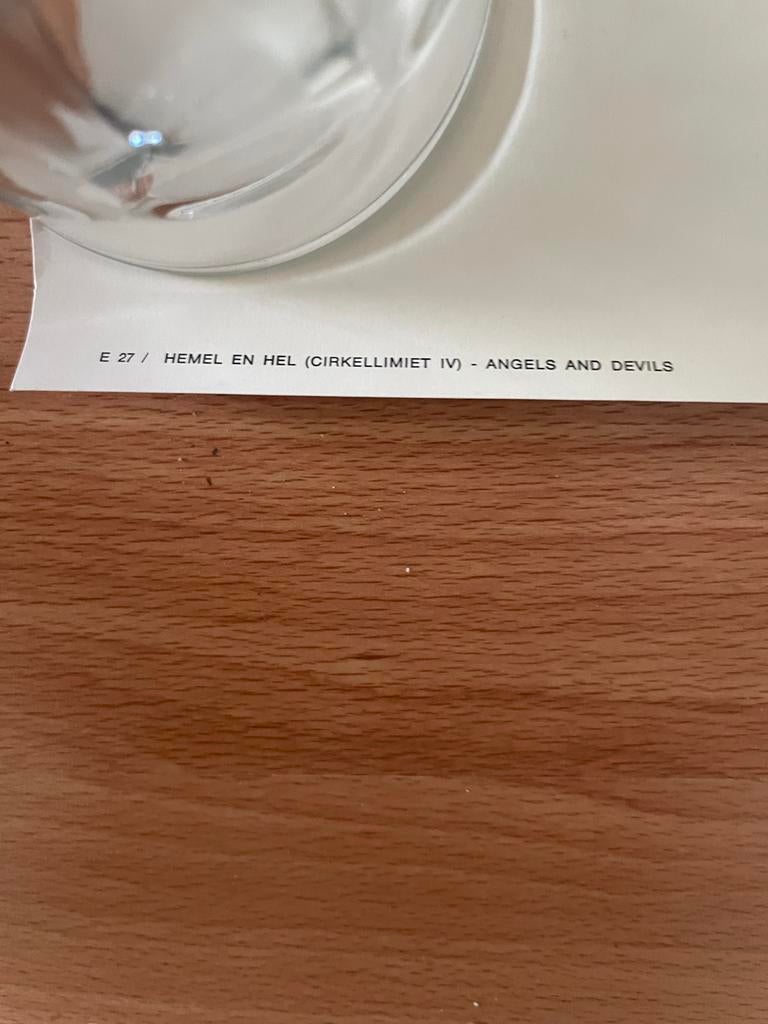 E 27 / HEMEL EN HEL (CIRKELLIMIET IV) - ANGELS AND DEVILS